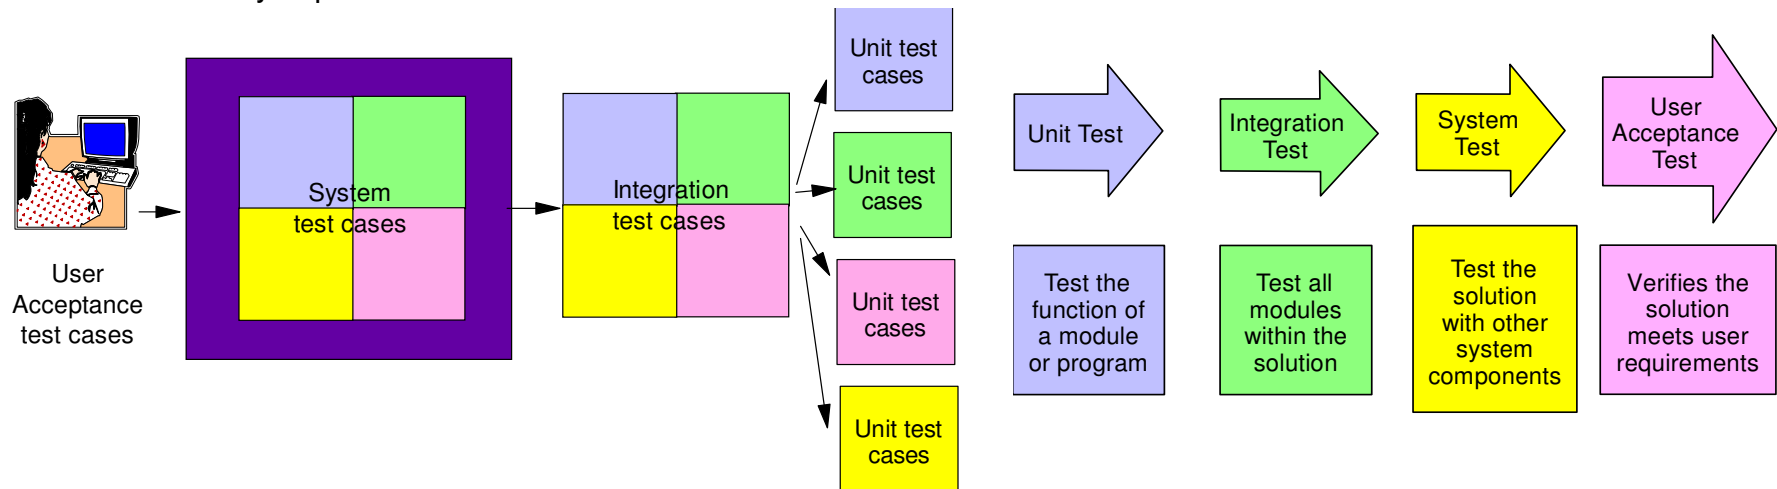 User
Acceptance
test cases
System
test cases
Integration
test cases
Unit test
cases
Unit test
cases
Unit test
cases
Unit test
cases
Unit Test
Integration
Test
System
Test
User
Acceptance
Test
Test the
function of
a module
or program
Test all
modules
within the
solution
Test the
solution
with other
system
components
Verifies the
solution
meets user
requirements